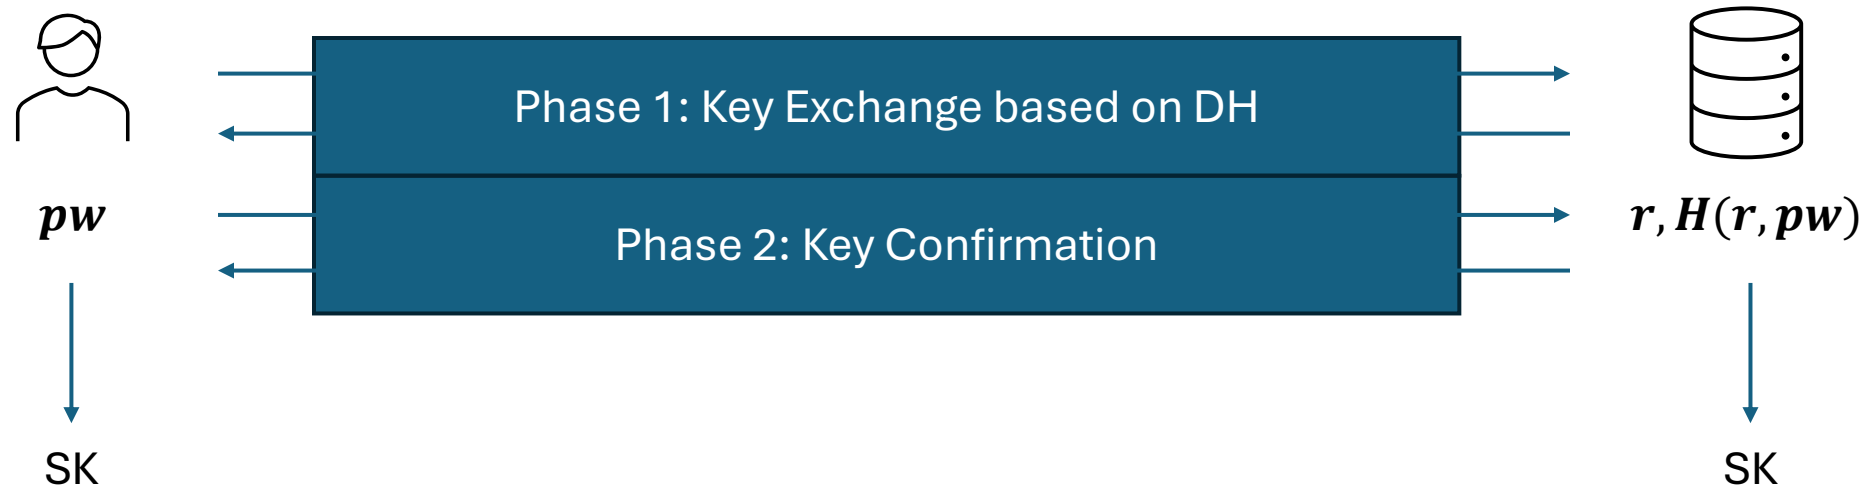 Phase 1: Key Exchange based on DH
pw
r, H(r, pw)
Phase 2: Key Confirmation
SK
SK